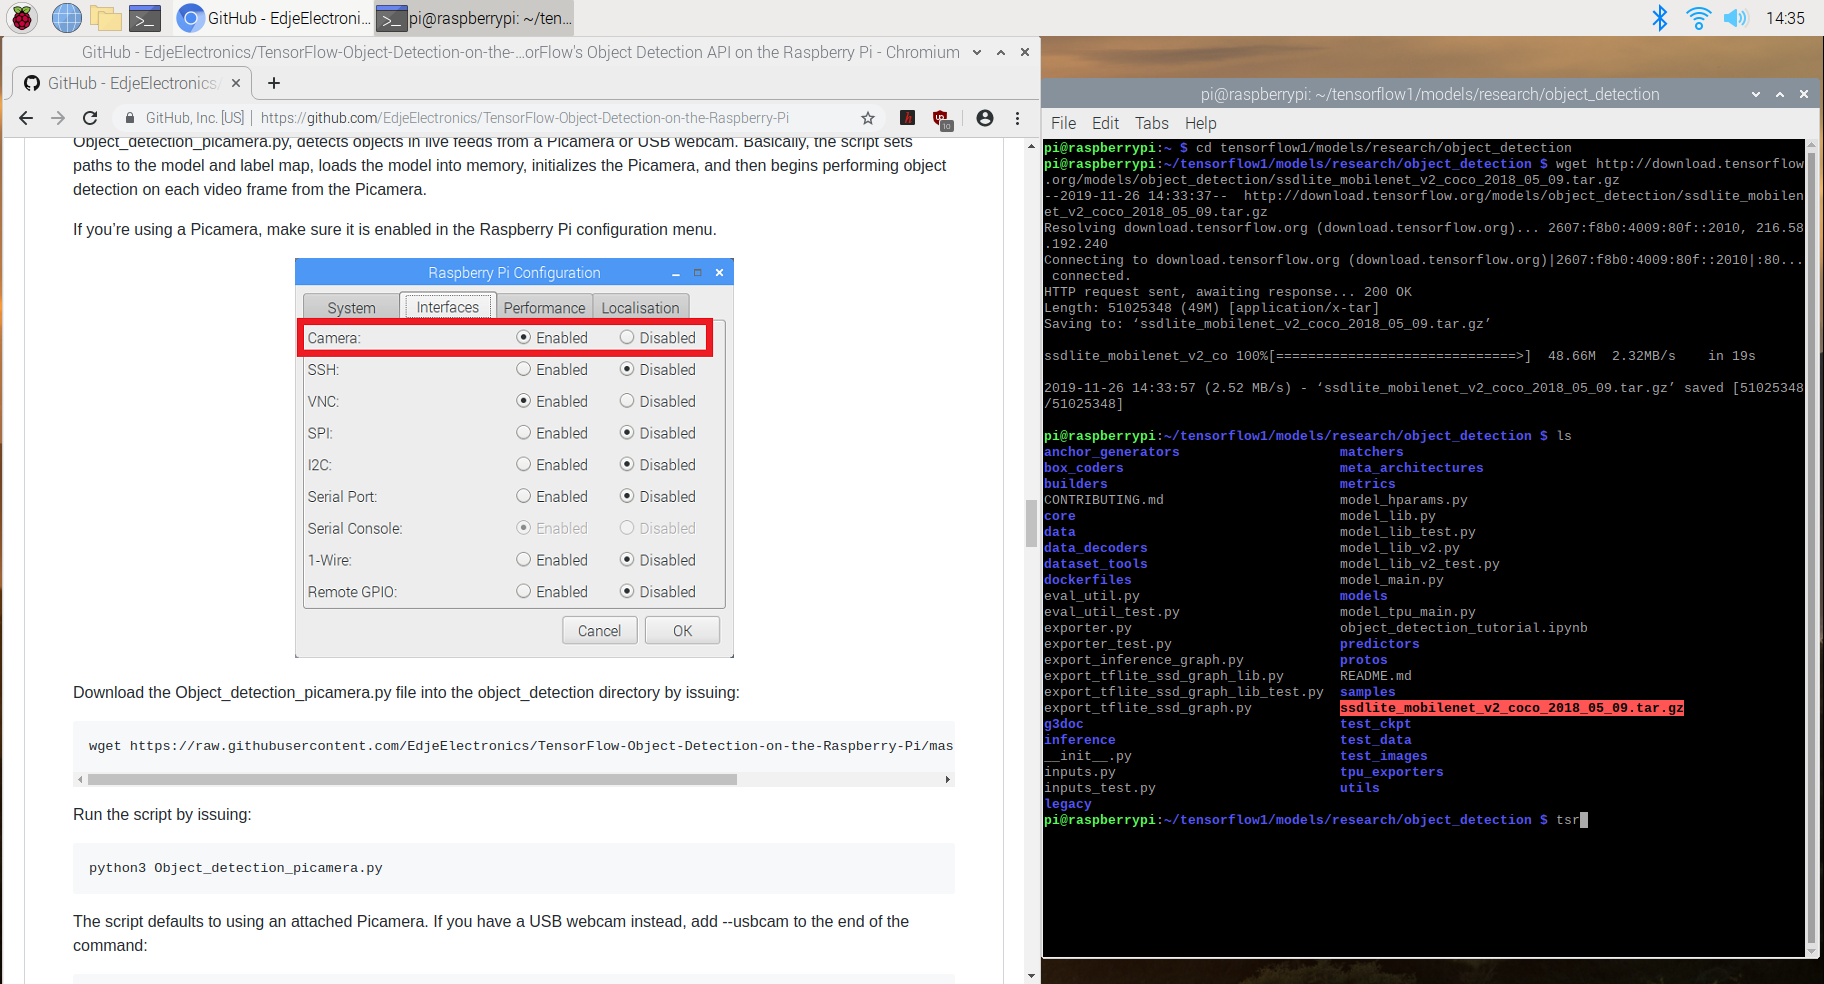 GitHub - EdjeElectroni...
pi@raspberrypi: ~/ten...
14:35
GitHub - EdjeElectronics/TensorFlow-Object-Detection-on-the-...orFlow's Object Detection API on the Raspberry Pi - Chromium
GitHub - EdjeElectronics/
GitHub, Inc. [US] | https://github.com/EdjeElectronics/TensorFlow-Object-Detection-on-the-Raspberry-Pi
Object_detection_picamera.py, detects objects in live feeds from a Picamera or USB webcam. Basically, the script sets
paths to the model and label map, loads the model into memory, initializes the Picamera, and then begins performing object
detection on each video frame from the Picamera.
If you’re using a Picamera, make sure it is enabled in the Raspberry Pi configuration menu.
Raspberry Pi Configuration
System Interfaces Performance Localisation
Camera: Enabled Disabled
SSH: Enabled Disabled
VNC: Enabled Disabled
SPI: Enabled Disabled
I2C: Enabled Disabled
Serial Port: Enabled Disabled
Serial Console: Enabled Disabled
1-Wire: Enabled Disabled
Remote GPIO: Enabled Disabled
Cancel OK
Download the Object_detection_picamera.py file into the object_detection directory by issuing:
wget https://raw.githubusercontent.com/EdjeElectronics/TensorFlow-Object-Detection-on-the-Raspberry-Pi/mas
Run the script by issuing:
python3 Object_detection_picamera.py
The script defaults to using an attached Picamera. If you have a USB webcam instead, add --usbcam to the end of the
command:
pi@raspberrypi: ~/tensorflow1/models/research/object_detection
File Edit Tabs Help
pi@raspberrypi:~ $ cd tensorflow1/models/research/object_detection
pi@raspberrypi:~/tensorflow1/models/research/object_detection $ wget http://download.tensorflow
.org/models/object_detection/ssdlite_mobilenet_v2_coco_2018_05_09.tar.gz
--2019-11-26 14:33:37--  http://download.tensorflow.org/models/object_detection/ssdlite_mobilen
et_v2_coco_2018_05_09.tar.gz
Resolving download.tensorflow.org (download.tensorflow.org)... 2607:f8b0:4009:80f::2010, 216.58
.192.240
Connecting to download.tensorflow.org (download.tensorflow.org)|2607:f8b0:4009:80f::2010|:80...
connected.
HTTP request sent, awaiting response... 200 OK
Length: 51025348 (49M) [application/x-tar]
Saving to: ‘ssdlite_mobilenet_v2_coco_2018_05_09.tar.gz’
ssdlite_mobilenet_v2_co 100%[==============================>]  48.66M  2.32MB/s    in 19s
2019-11-26 14:33:57 (2.52 MB/s) - ‘ssdlite_mobilenet_v2_coco_2018_05_09.tar.gz’ saved [51025348
/51025348]
pi@raspberrypi:~/tensorflow1/models/research/object_detection $ ls
anchor_generators matchers
box_coders meta_architectures
builders metrics
CONTRIBUTING.md model_hparams.py
core model_lib.py
data model_lib_test.py
data_decoders model_lib_v2.py
dataset_tools model_lib_v2_test.py
dockerfiles model_main.py
eval_util.py models
eval_util_test.py model_tpu_main.py
exporter.py object_detection_tutorial.ipynb
exporter_test.py predictors
export_inference_graph.py protos
export_tflite_ssd_graph_lib.py README.md
export_tflite_ssd_graph_lib_test.py samples
export_tflite_ssd_graph.py ssdlite_mobilenet_v2_coco_2018_05_09.tar.gz
g3doc test_ckpt
inference test_data
__init__.py test_images
inputs.py tpu_exporters
inputs_test.py utils
legacy
pi@raspberrypi:~/tensorflow1/models/research/object_detection $ tsr